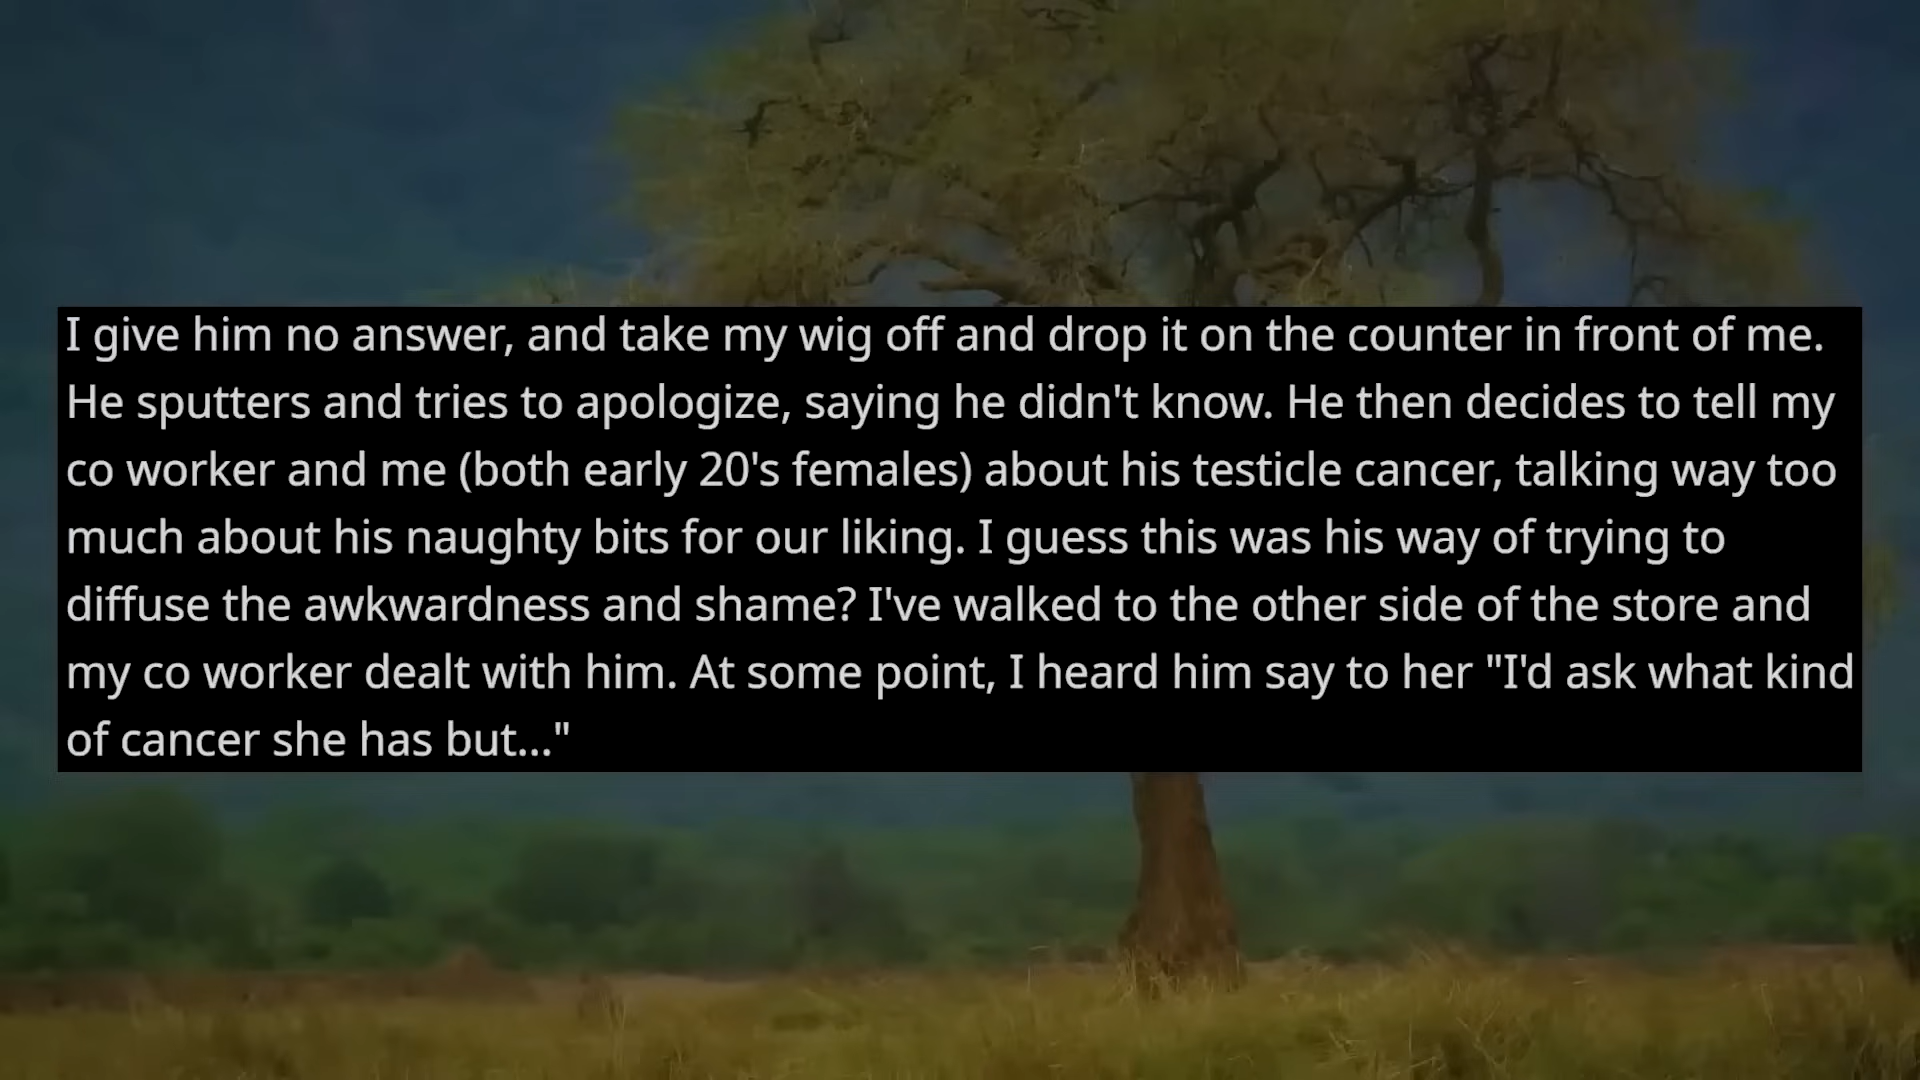 I give him no answer, and take my wig off and drop it on the counter in front of me.
He sputters and tries to apologize, saying he didn't know. He then decides to tell my
co worker and me (both early 20's females) about his testicle cancer, talking way too
much about his naughty bits for our liking. I guess this was his way of trying to
diffuse the awkwardness and shame? I've walked to the other side of the store and
my co worker dealt with him. At some point, I heard him say to her "I'd ask what kind
of cancer she has but..."